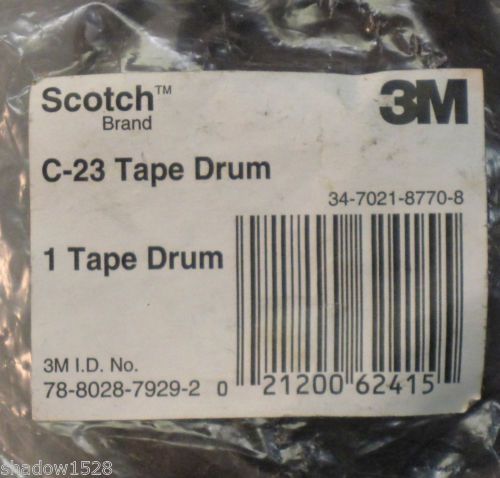 Scotch™
Brand
3M
C-23 Tape Drum
34-7021-8770-8
1 Tape Drum
3M I.D. No.
78-8028-7929-2
0 21200 62415
shadow1528